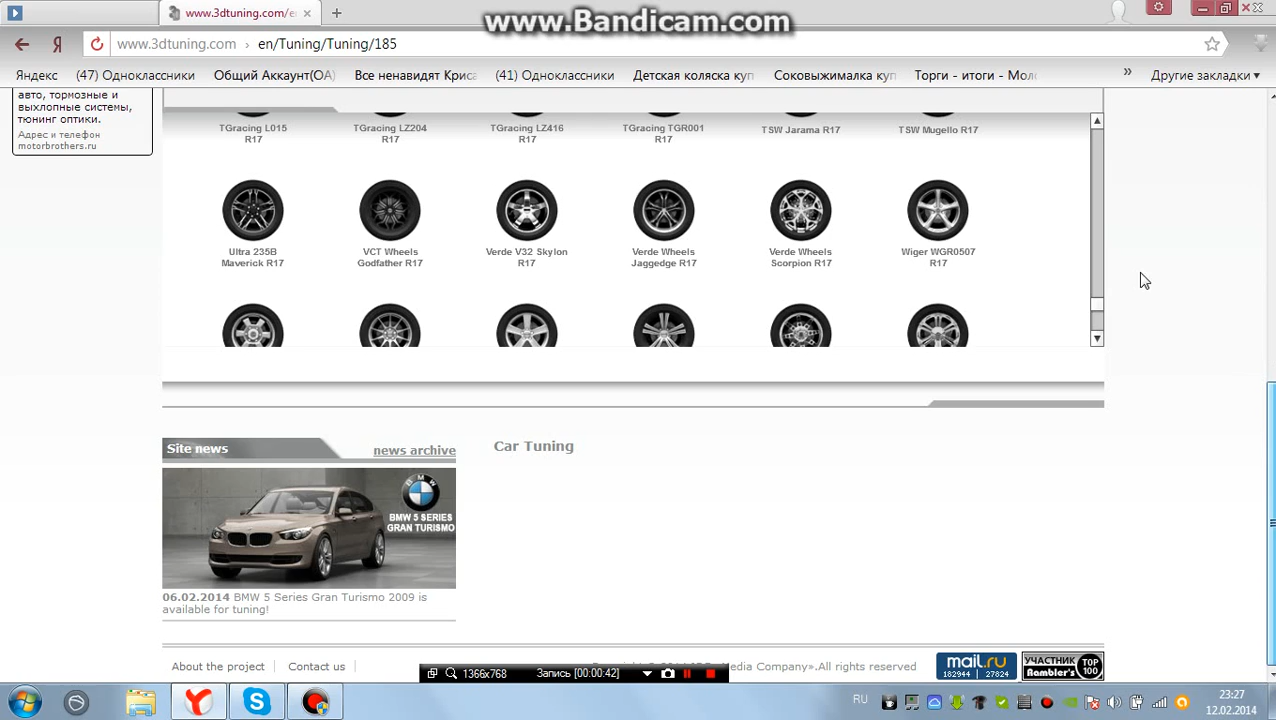 www.Bandicam.com
www.3dtuning.com/e
www.3dtuning.com › en/Tuning/Tuning/185
Яндекс
(47) Одноклассники
Общий Аккаунт(ОА)
Все ненавидят Криса
(41) Одноклассники
Детская коляска куп
Соковыжималка куп
Торги - итоги - Мол
»
Другие закладки
авто, тормозные и
выхлопные системы,
тюнинг оптики.
Адрес и телефон
motorbrothers.ru
TGracing L015
R17
TGracing LZ204
R17
TGracing LZ416
R17
TGracing TGR001
R17
TSW Jarama R17
TSW Mugello R17
Ultra 235B
Maverick R17
VCT Wheels
Godfather R17
Verde V32 Skylon
R17
Verde Wheels
Jaggedge R17
Verde Wheels
Scorpion R17
Wiger WGR0507
R17
Site news
news archive
Car Tuning
BMW 5 SERIES
GRAN TURISMO
06.02.2014 BMW 5 Series Gran Turismo 2009 is
available for tuning!
About the project
Contact us
Media Company».All rights reserved
mail.ru
182944 27824
УЧАСТНИК
Rambler's
TOP
100
1366x768
Запись [00:00:42]
RU
23:27
12.02.2014